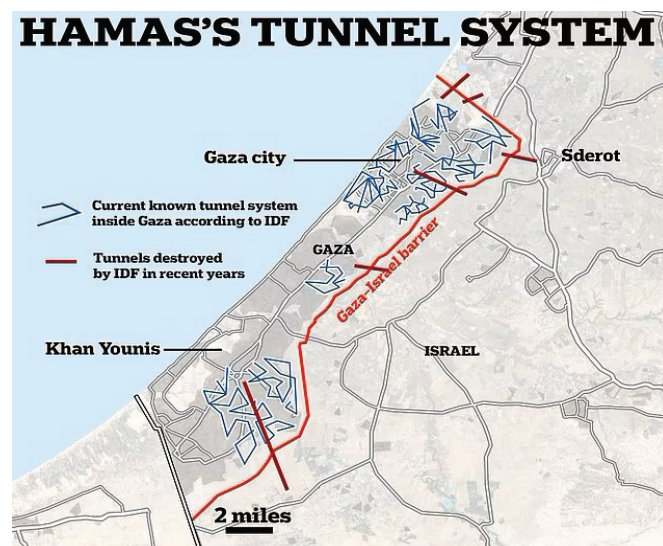 HAMAS'S TUNNEL SYSTEM
Gaza city
Sderot
Current known tunnel system
inside Gaza according to IDF
Tunnels destroyed
by IDF in recent years
GAZA
Gaza-Israel barrier
Khan Younis
ISRAEL
2 miles